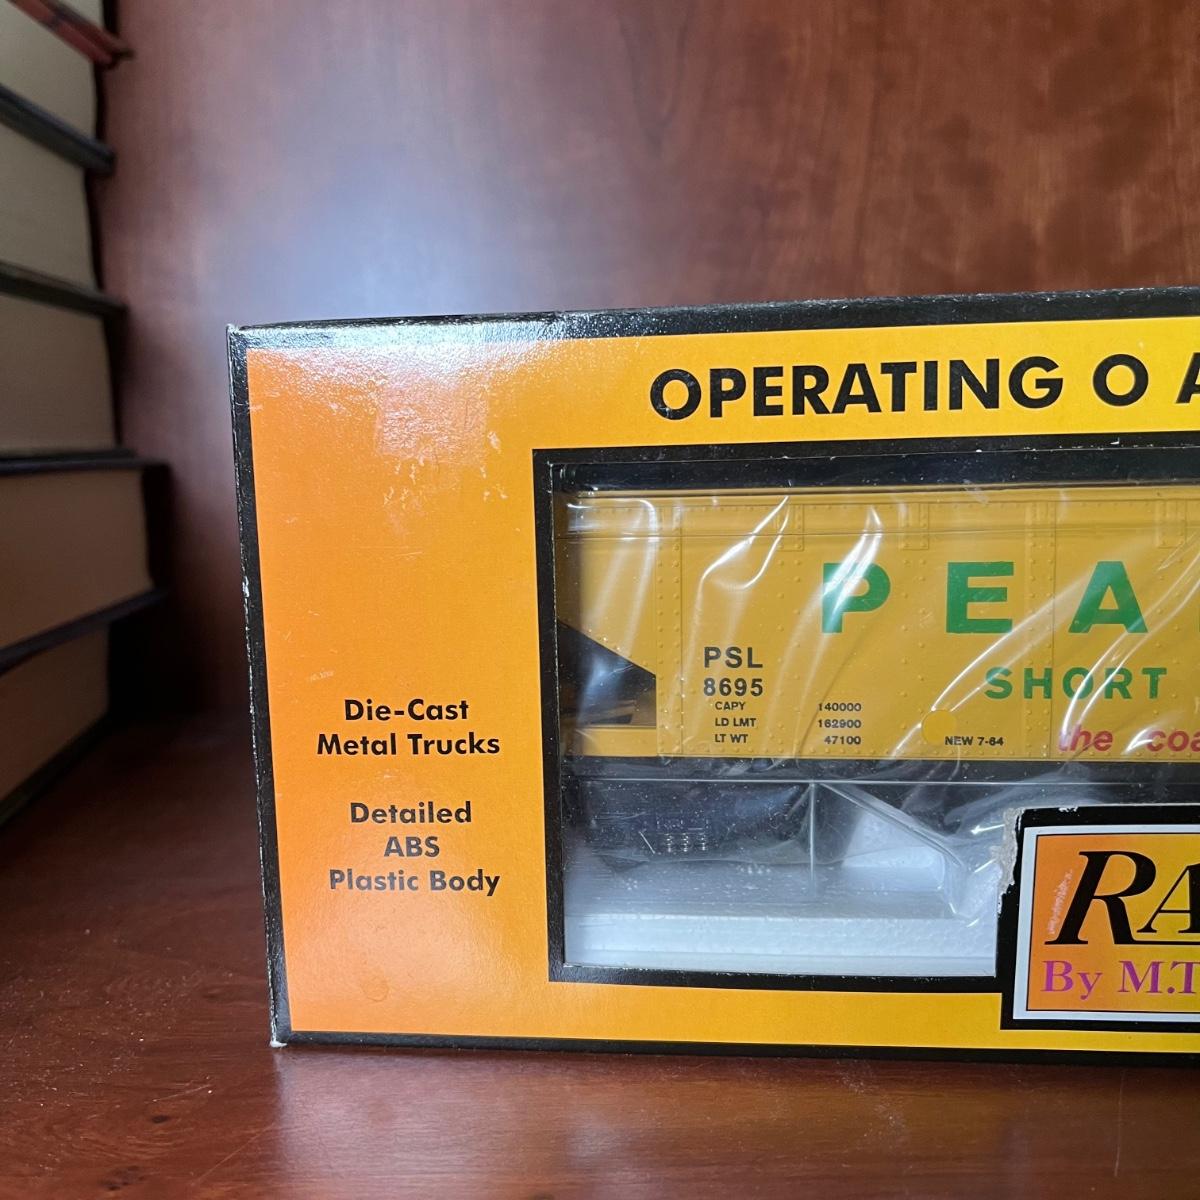 OPERATING O A
PEA
SHORT
PSL
8695
CAPY 140000
LD LMT 162900
LT WT 47100
NEW 7-64
the coa
Die-Cast
Metal Trucks
Detailed
ABS
Plastic Body
RA
By M.T